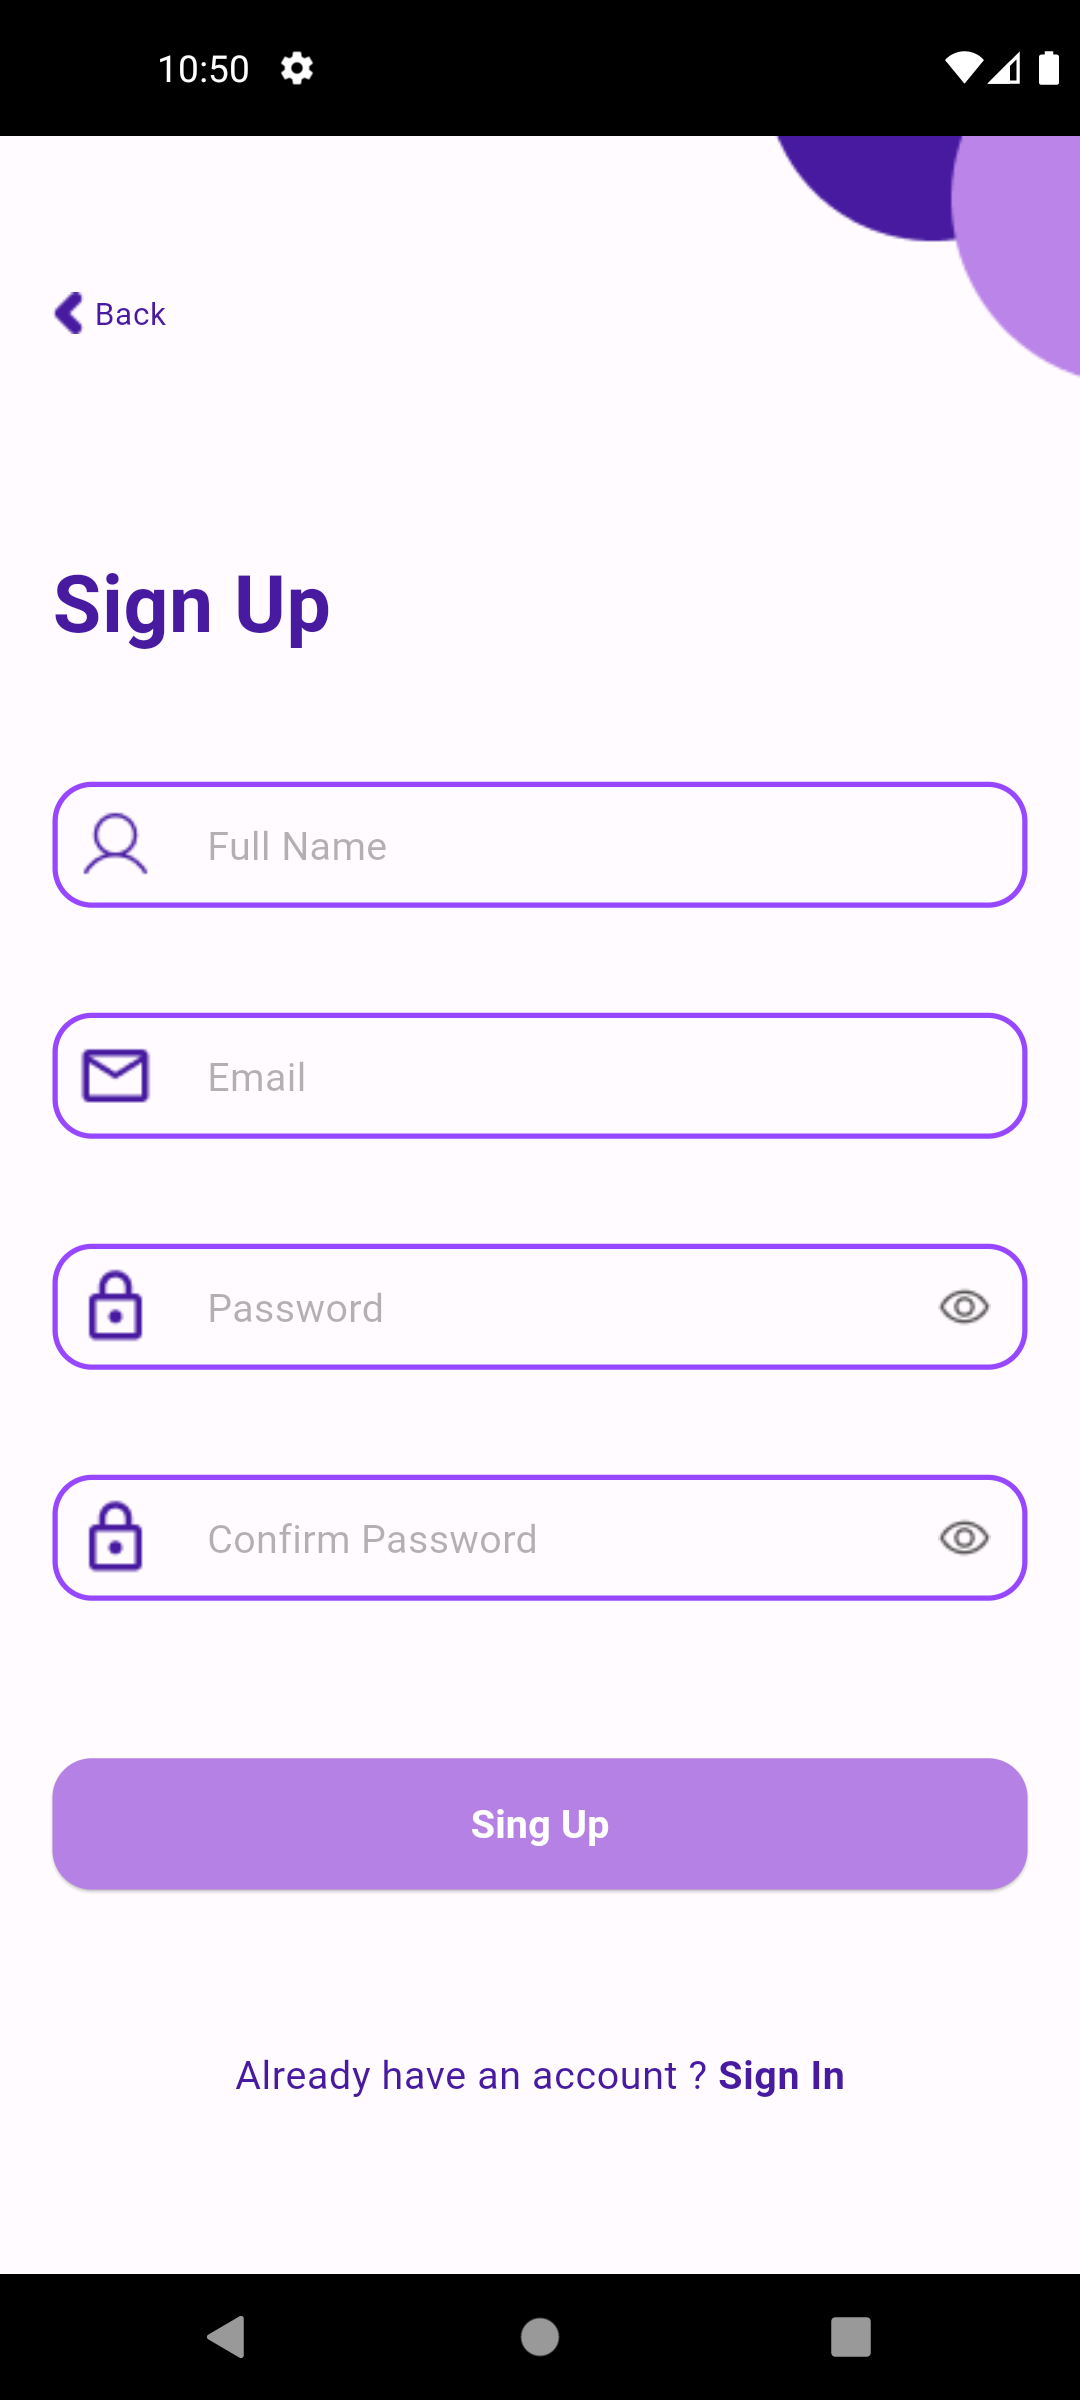 10:50
Back
Sign Up
Full Name
Email
Password
Confirm Password
Sing Up
Already have an account ? Sign In